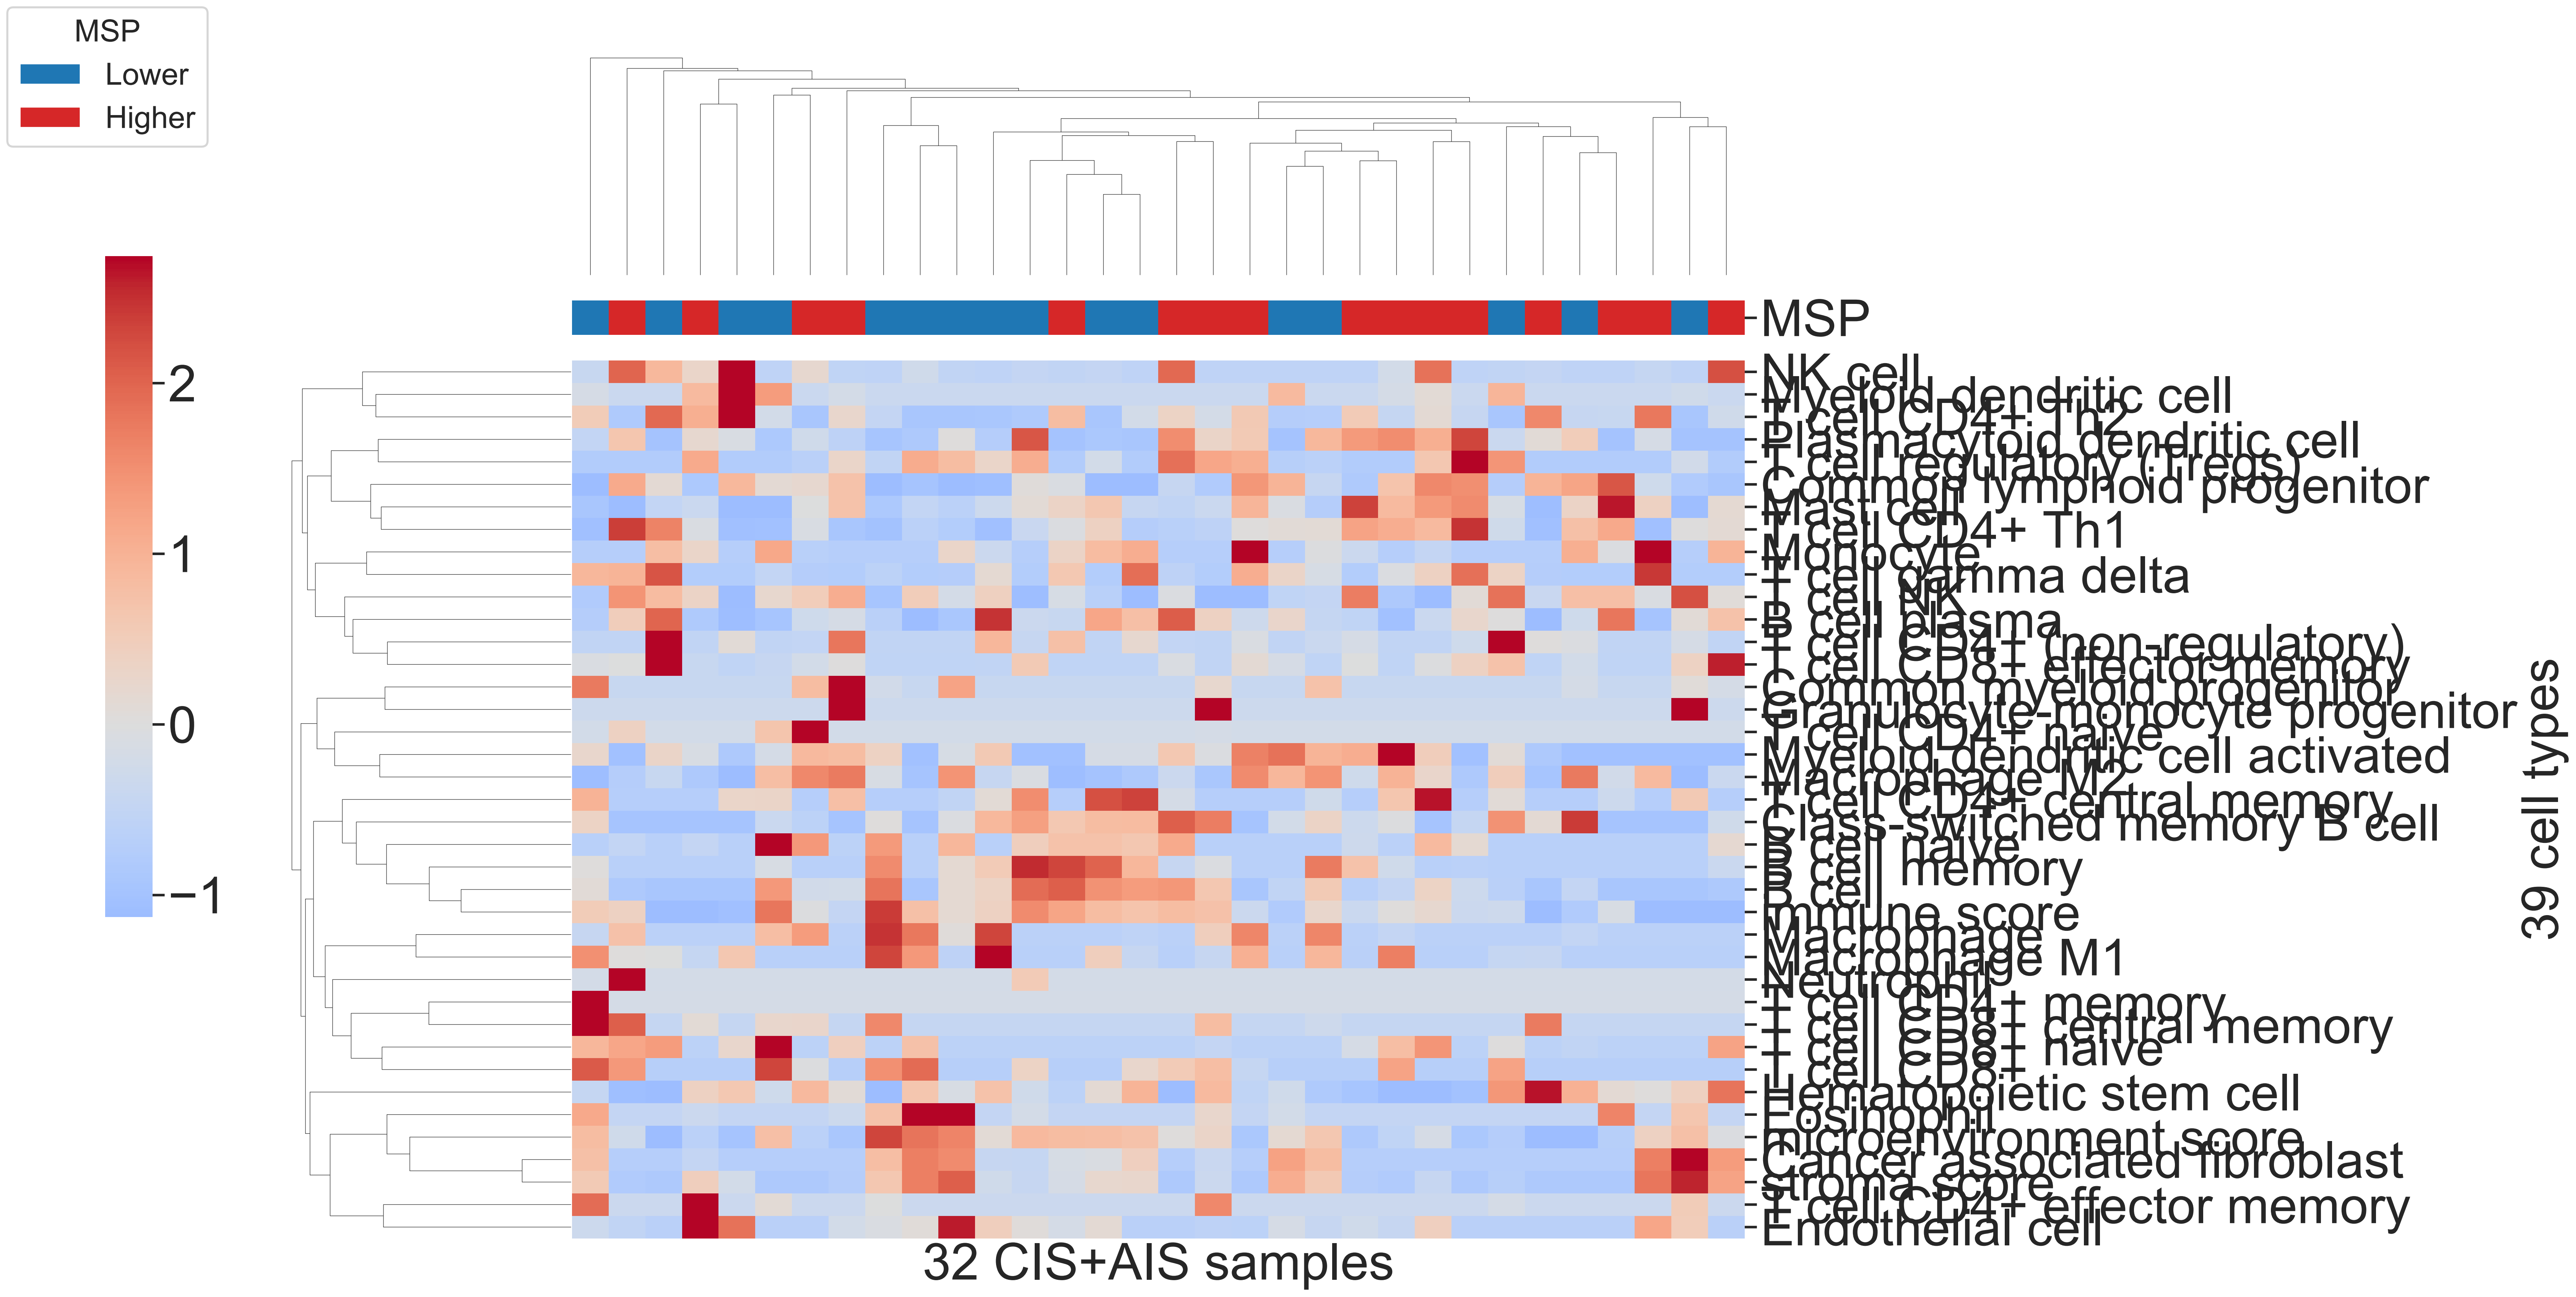 MSP
Lower
Higher
2
1
0
−1
MSP
NK cell
Myeloid dendritic cell
T cell CD4+ Th2
Plasmacytoid dendritic cell
T cell regulatory (Tregs)
Common lymphoid progenitor
Mast cell
T cell CD4+ Th1
Monocyte
T cell gamma delta
T cell NK
B cell plasma
T cell CD4+ (non-regulatory)
T cell CD8+ effector memory
Common myeloid progenitor
Granulocyte-monocyte progenitor
T cell CD4+ naive
Myeloid dendritic cell activated
Macrophage M2
T cell CD4+ central memory
Class-switched memory B cell
B cell naive
B cell memory
B cell
immune score
Macrophage
Macrophage M1
Neutrophil
T cell CD4+ memory
T cell CD8+ central memory
T cell CD8+ naive
T cell CD8+
Hematopoietic stem cell
Eosinophil
microenvironment score
Cancer associated fibroblast
stroma score
T cell CD4+ effector memory
Endothelial cell
39 cell types
32 CIS+AIS samples